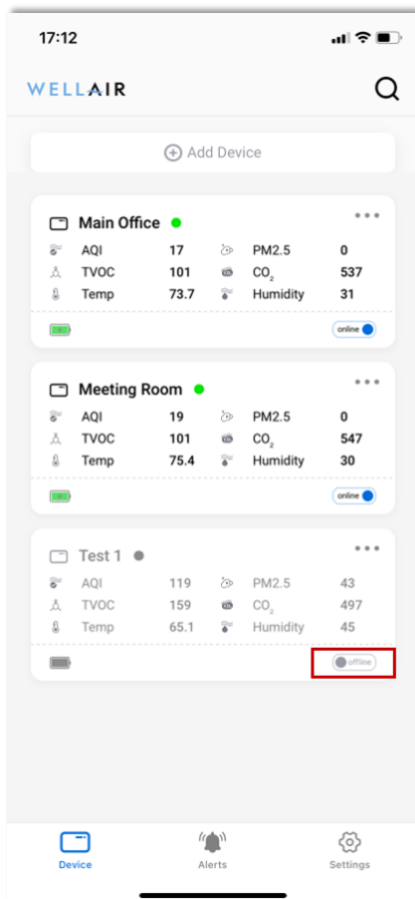 17:12
WELLAIR
Add Device
Main Office
AQI 17 PM2.5 0
TVOC 101 CO₂ 537
Temp 73.7 Humidity 31
online
Meeting Room
AQI 19 PM2.5 0
TVOC 101 CO₂ 547
Temp 75.4 Humidity 30
online
Test 1
AQI 119 PM2.5 43
TVOC 159 CO₂ 497
Temp 65.1 Humidity 45
offline
Device Alerts Settings